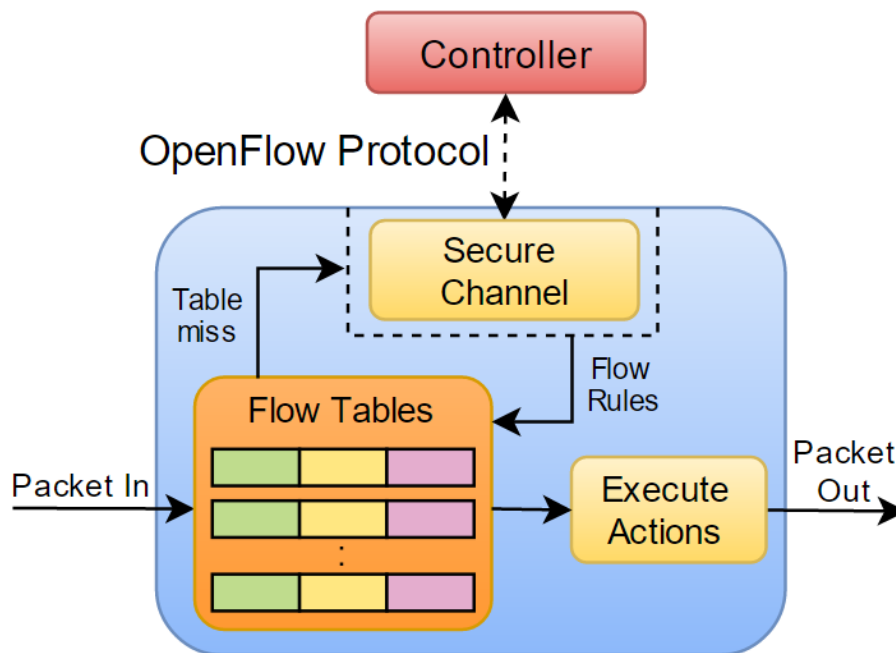 Controller
OpenFlow Protocol
Secure
Channel
Table
miss
Flow
Rules
Flow Tables
Packet In
Execute
Actions
Packet
Out